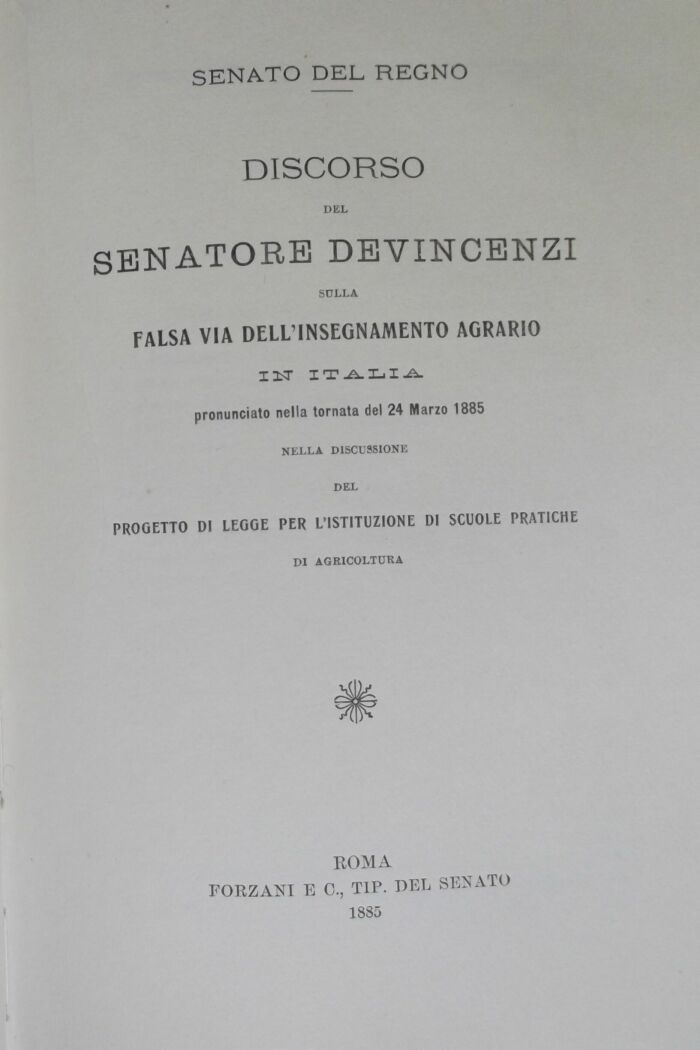 SENATO DEL REGNO
DISCORSO
DEL
SENATORE DEVINCENZI
SULLA
FALSA VIA DELL'INSEGNAMENTO AGRARIO
IN ITALIA
pronunciato nella tornata del 24 Marzo 1885
NELLA DISCUSSIONE
DEL
PROGETTO DI LEGGE PER L'ISTITUZIONE DI SCUOLE PRATICHE
DI AGRICOLTURA
ROMA
FORZANI E C., TIP. DEL SENATO
1885